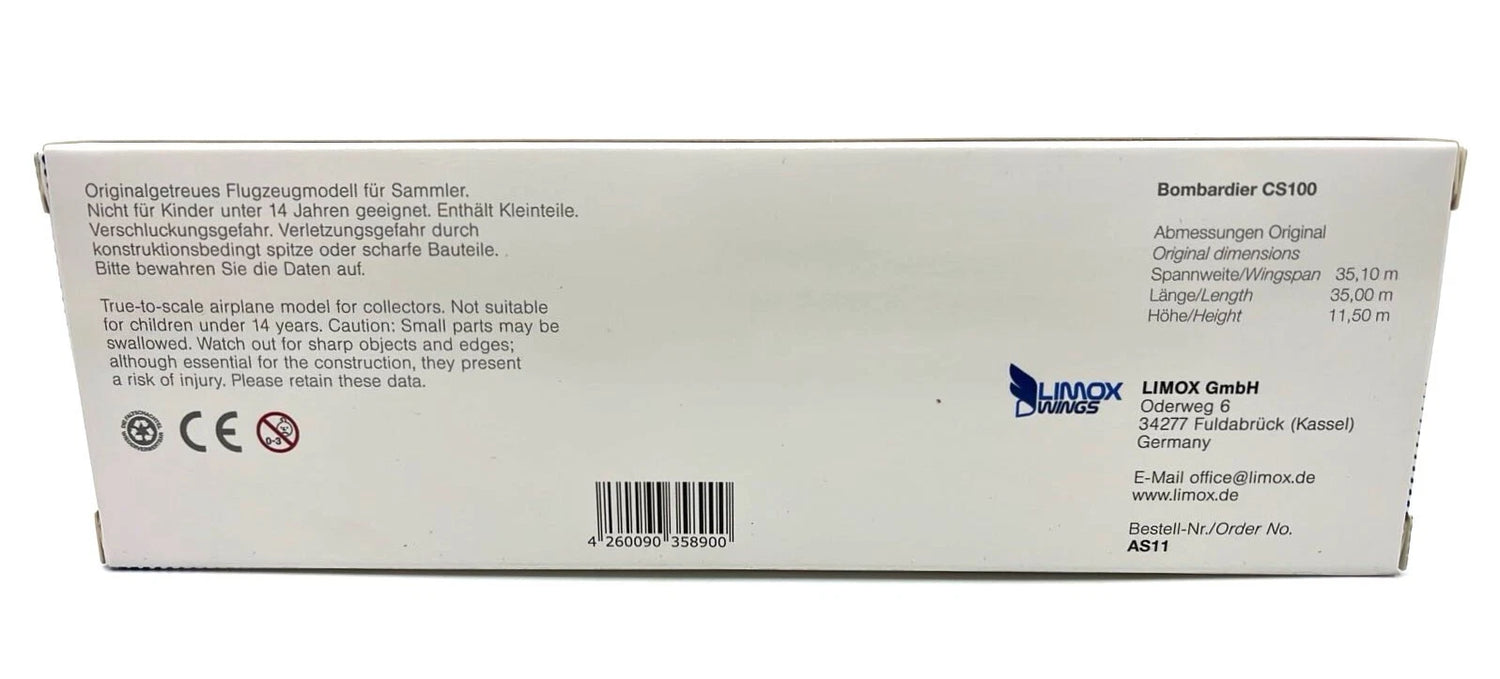 Originalgetreues Flugzeugmodell für Sammler.
Nicht für Kinder unter 14 Jahren geeignet. Enthält Kleinteile.
Verschluckungsgefahr. Verletzungsgefahr durch
konstruktionsbedingt spitze oder scharfe Bauteile.
Bitte bewahren Sie die Daten auf.
True-to-scale airplane model for collectors. Not suitable
for children under 14 years. Caution: Small parts may be
swallowed. Watch out for sharp objects and edges;
although essential for the construction, they present
a risk of injury. Please retain these data.
CE
0-3
4 260090 358900
Bombardier CS100
Abmessungen Original
Original dimensions
Spannweite/Wingspan 35,10 m
Länge/Length 35,00 m
Höhe/Height 11,50 m
LIMOX
WINGS
LIMOX GmbH
Oderweg 6
34277 Fuldabrück (Kassel)
Germany
E-Mail office@limox.de
www.limox.de
Bestell-Nr./Order No.
AS11